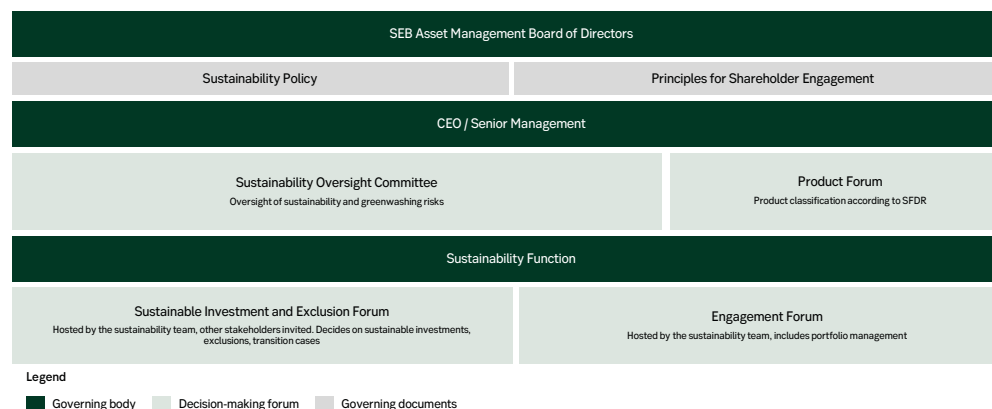 SEB Asset Management Board of Directors
Sustainability Policy
Principles for Shareholder Engagement
CEO / Senior Management
Sustainability Oversight Committee
Oversight of sustainability and greenwashing risks
Product Forum
Product classification according to SFDR
Sustainability Function
Sustainable Investment and Exclusion Forum
Hosted by the sustainability team, other stakeholders invited. Decides on sustainable investments,
exclusions, transition cases
Engagement Forum
Hosted by the sustainability team, includes portfolio management
Legend
Governing body
Decision-making forum
Governing documents